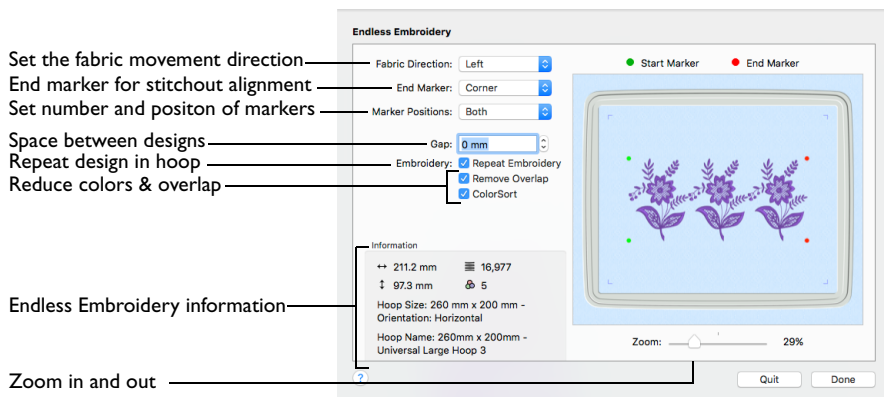 Endless Embroidery
Set the fabric movement direction
Fabric Direction: Left
Start Marker End Marker
End marker for stitchout alignment
End Marker: Corner
Set number and positon of markers
Marker Positions: Both
Space between designs
Gap: 0 mm
Repeat design in hoop
Embroidery: Repeat Embroidery
Reduce colors & overlap
Remove Overlap
ColorSort
Information
211.2 mm 16,977
97.3 mm 5
Endless Embroidery information
Hoop Size: 260 mm x 200 mm -
Orientation: Horizontal
Hoop Name: 260mm x 200mm -
Universal Large Hoop 3
Zoom: 29%
Zoom in and out
? Quit Done